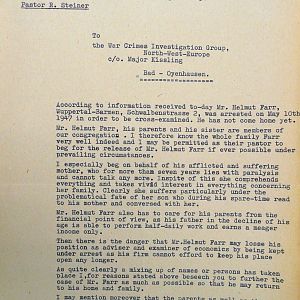 Pastor R. Steiner
To
the War Crimes Investigation Group,
North-West-Europe
c/o. Major Kissling
Bad - Oyenhausen.
According to information received to-day Mr. Helmut Farr,
Wuppertal-Barmen, Schwalbenstrasse 2, was arrested on May 10th
1947 in order to be cross-examined. He has not come home yet.
Mr. Helmut Farr, his parents and his sister are members of
our congregation . I therefore know the whole family Farr
very well indeed and I may be permitted as their pastor to
beg for the release of Mr. Helmut Farr if ever possible under
prevailing circumstances.
I especially beg on behalf of his afflicted and suffering
mother, who for more then seven years lies with paralysis
and cannot talk any more. Inspite of this she comprehends
everything and takes vivid interest in everything concerning
her family. Clearly she suffers particularly under the
problematical fate of her son who during his spare-time read
to his mother and conversed with her.
Mr. Helmut Farr also has to care for his parents from the
financial point of view, as his father in the decline of his
age is able to perform half-daily work and earns a meager
income only.
Then there is the danger that Mr. Helmut Farr may loose his
position as adviser and examiner of economics by being kept
under arrest as his firm cannot effort to keep his place
open any longer.
As quite clearly a mixing up of names or persons has taken
place I, for reasons stated above beseech you to further the
case of Mr. Farr as much as possible so that he may return
to his home and family.
I may mention moreover that the parents